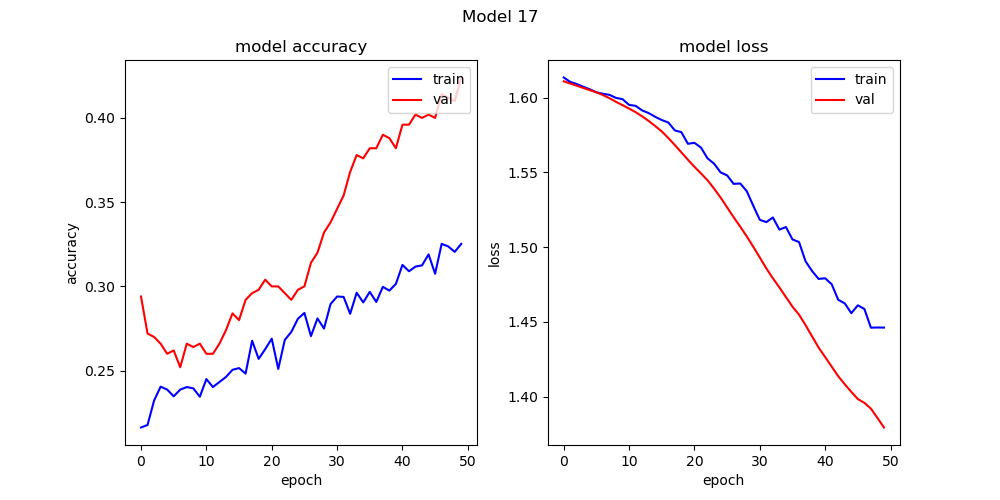 Model 17
model accuracy
accuracy
0.40
0.35
0.30
0.25
0 10 20 30 40 50
epoch
train
val
model loss
loss
1.60
1.55
1.50
1.45
1.40
0 10 20 30 40 50
epoch
train
val